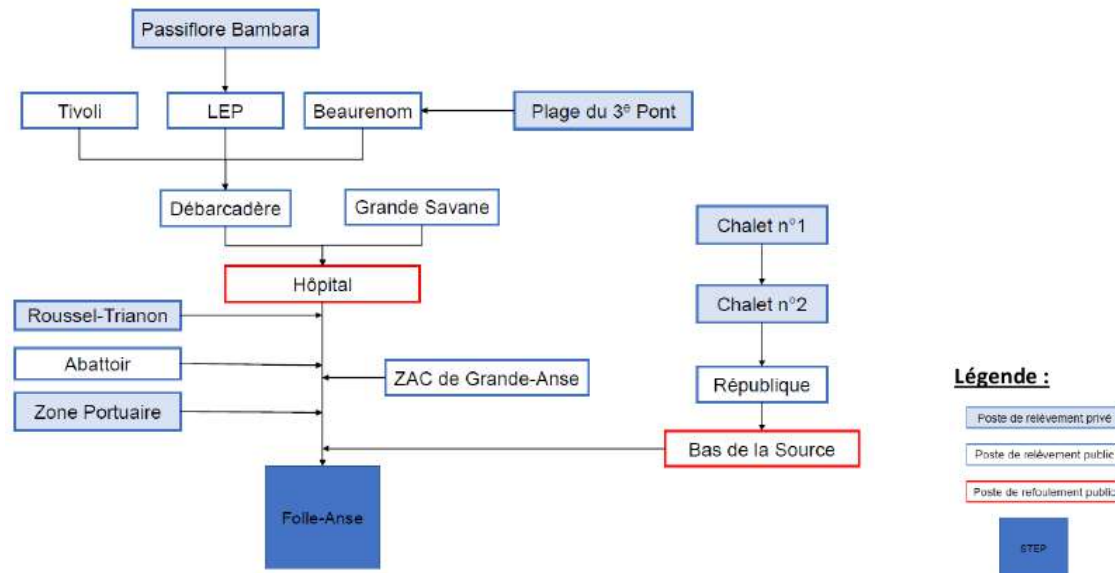 Passiflore Bambara
Tivoli
LEP
Beaurenom
Plage du 3e Pont
Débarcadère
Grande Savane
Chalet n°1
Hôpital
Roussel-Trianon
Chalet n°2
Abattoir
ZAC de Grande-Anse
République
Zone Portuaire
Bas de la Source
Folle-Anse
Légende :
Poste de relèvement privé
Poste de relèvement public
Poste de refoulement public
STEP